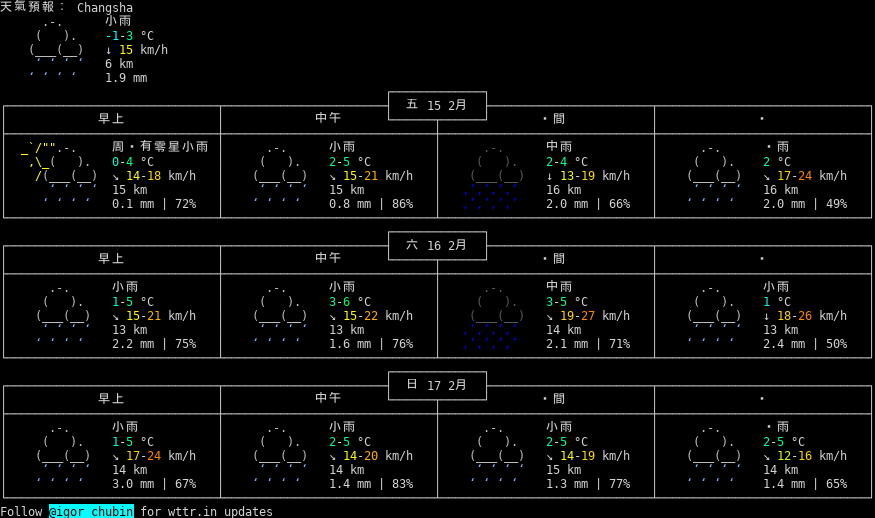 天氣預報： Changsha
小雨
-1-3 °C
↓ 15 km/h
6 km
1.9 mm
五 15 2月
早上 中午 ・間 ・
周・有零星小雨 小雨 中雨 ・雨
0-4 °C 2-5 °C 2-4 °C 2 °C
↘ 14-18 km/h ↘ 15-21 km/h ↓ 13-19 km/h ↘ 17-24 km/h
15 km 15 km 16 km 16 km
0.1 mm | 72% 0.8 mm | 86% 2.0 mm | 66% 2.0 mm | 49%
六 16 2月
早上 中午 ・間 ・
小雨 小雨 中雨 小雨
1-5 °C 3-6 °C 3-5 °C 1 °C
↘ 15-21 km/h ↘ 15-22 km/h ↘ 19-27 km/h ↓ 18-26 km/h
13 km 13 km 14 km 13 km
2.2 mm | 75% 1.6 mm | 76% 2.1 mm | 71% 2.4 mm | 50%
日 17 2月
早上 中午 ・間 ・
小雨 小雨 小雨 ・雨
1-5 °C 2-5 °C 2-5 °C 2-5 °C
↘ 17-24 km/h ↘ 14-20 km/h ↘ 14-19 km/h ↘ 12-16 km/h
14 km 14 km 15 km 14 km
3.0 mm | 67% 1.4 mm | 83% 1.3 mm | 77% 1.4 mm | 65%
Follow @igor_chubin for wttr.in updates